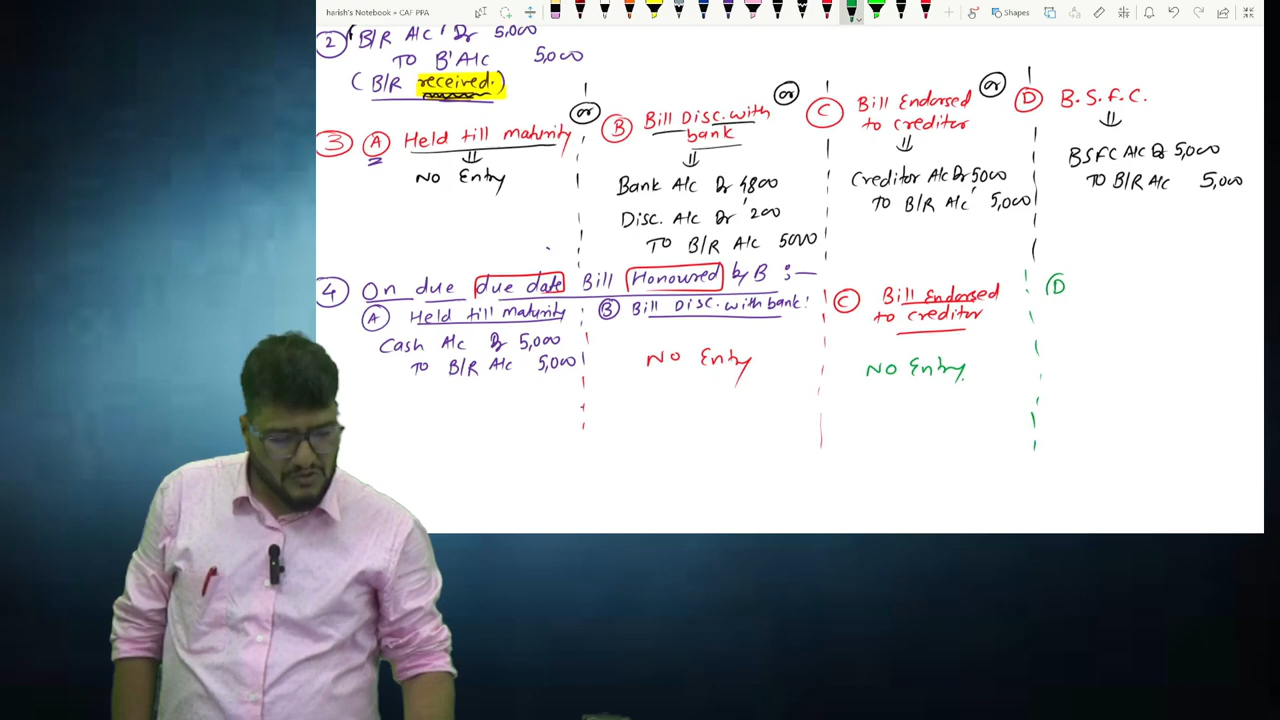 harish's Notebook - CAF PPA
Shapes
2 B/R A/c Dr 5,000
To B' A/c 5,000
( B/R received. )
3 A Held till maturity
No Entry
or
B Bill Disc. with bank
Bank A/c Dr 4800
Disc. A/c Dr 200
To B/R A/c 5000
or
C Bill Endorsed to creditor
Creditor A/c Dr 5000
To B/R A/c 5,000
or
D B.S.F.C.
BSFC A/c Dr 5,000
To B/R A/c 5,000
4 On due due date Bill Honoured by B :—
A Held till maturity
Cash A/c Dr 5,000
To B/R A/c 5,000
B Bill Disc. with bank:
No Entry
C Bill Endorsed to creditor
No Entry.
D